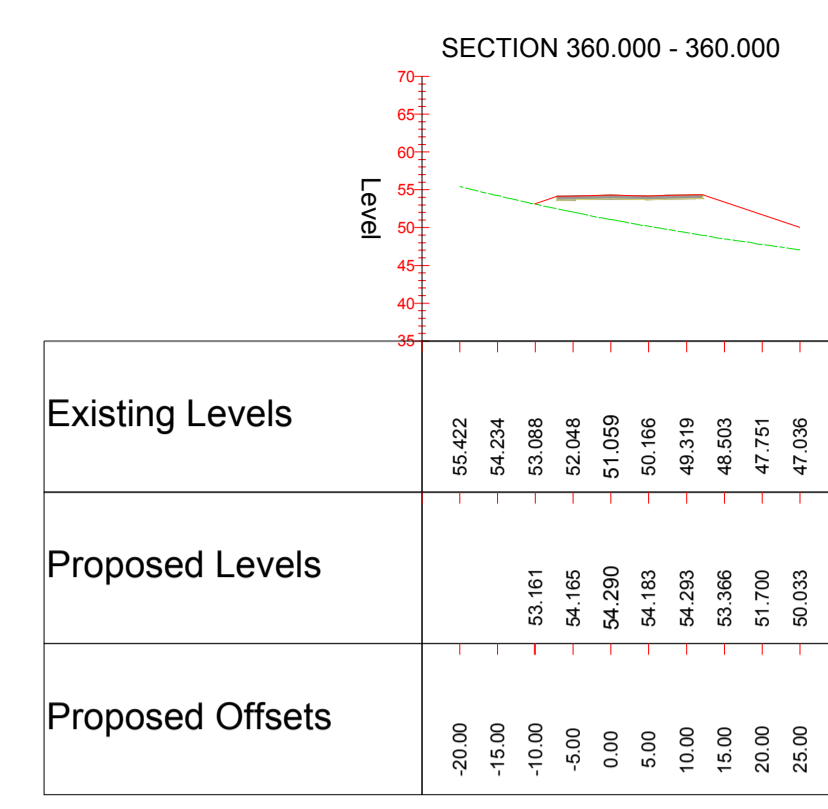 SECTION 360.000 - 360.000
70
65
60
55
50
45
40
35
Level
Existing Levels
55.422 54.234 53.088 52.048 51.059 50.166 49.319 48.503 47.751 47.036
Proposed Levels
53.161 54.165 54.290 54.183 54.293 53.366 51.700 50.033
Proposed Offsets
-20.00 -15.00 -10.00 -5.00 0.00 5.00 10.00 15.00 20.00 25.00